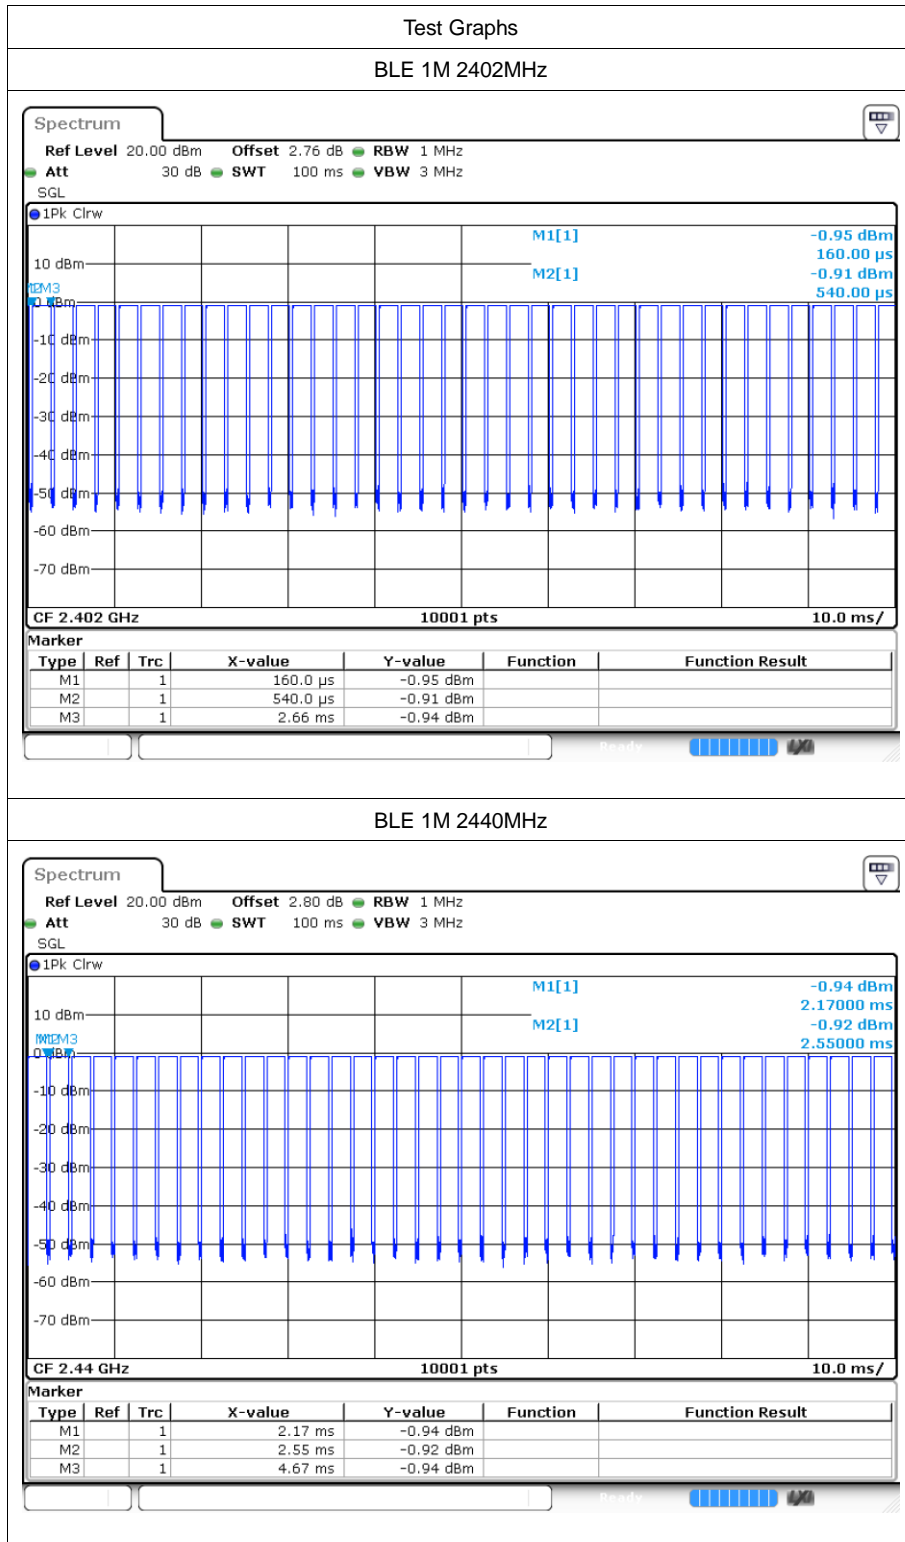 Test Graphs
BLE 1M 2402MHz
Spectrum
Ref Level 20.00 dBm Offset 2.76 dB RBW 1 MHz
Att 30 dB SWT 100 ms VBW 3 MHz
SGL
1Pk Clrw
M1[1] -0.95 dBm
160.00 µs
M2[1] -0.91 dBm
540.00 µs
10 dBm
M3
0 dBm
-10 dBm
-20 dBm
-30 dBm
-40 dBm
-50 dBm
-60 dBm
-70 dBm
CF 2.402 GHz 10001 pts 10.0 ms/
Marker
Type Ref Trc X-value Y-value Function Function Result
M1 1 160.0 µs -0.95 dBm
M2 1 540.0 µs -0.91 dBm
M3 1 2.66 ms -0.94 dBm
Ready
BLE 1M 2440MHz
Spectrum
Ref Level 20.00 dBm Offset 2.80 dB RBW 1 MHz
Att 30 dB SWT 100 ms VBW 3 MHz
SGL
1Pk Clrw
M1[1] -0.94 dBm
2.17000 ms
M2[1] -0.92 dBm
2.55000 ms
10 dBm
M3
0 dBm
-10 dBm
-20 dBm
-30 dBm
-40 dBm
-50 dBm
-60 dBm
-70 dBm
CF 2.44 GHz 10001 pts 10.0 ms/
Marker
Type Ref Trc X-value Y-value Function Function Result
M1 1 2.17 ms -0.94 dBm
M2 1 2.55 ms -0.92 dBm
M3 1 4.67 ms -0.94 dBm
Ready